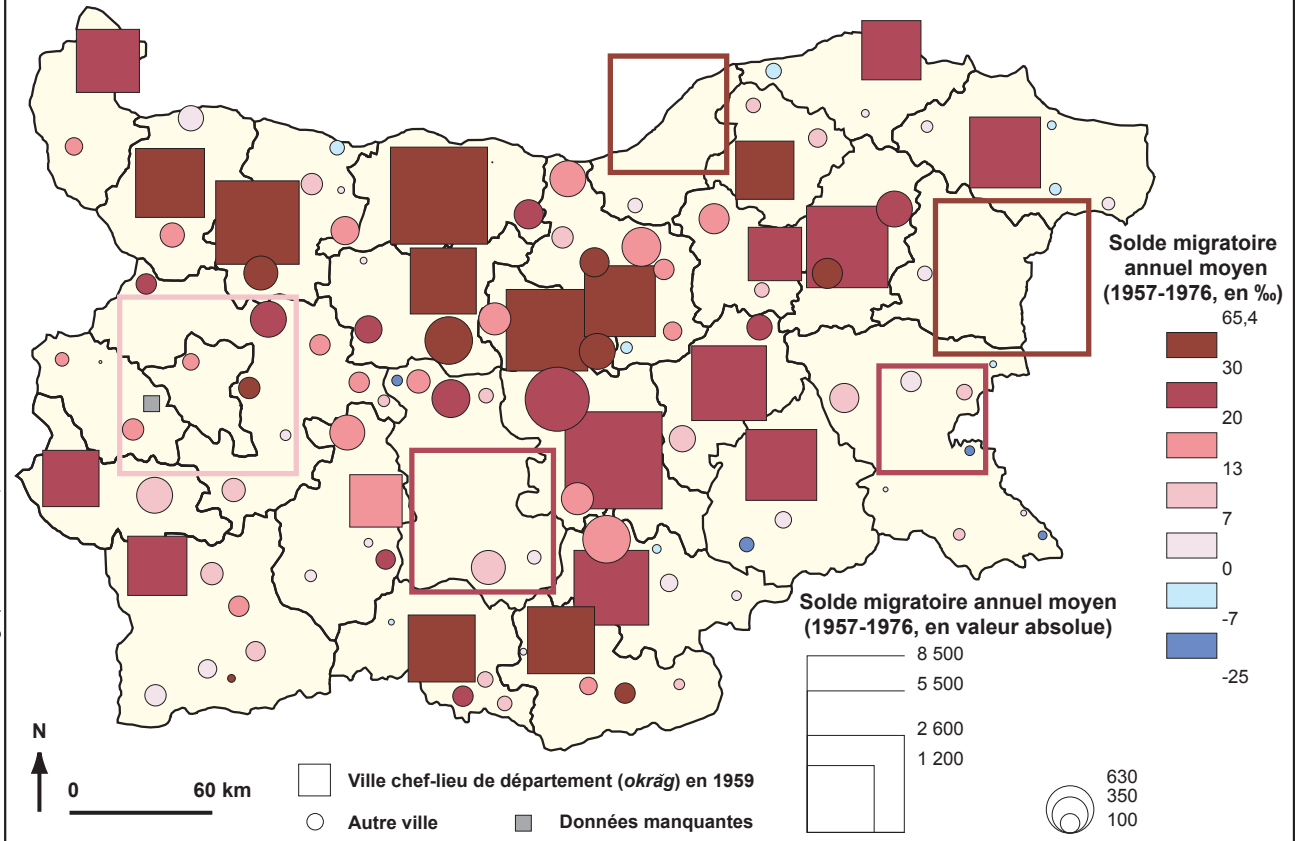 Solde migratoire
annuel moyen
(1957-1976, en ‰)
65,4
30
20
13
7
0
-7
-25
Solde migratoire annuel moyen
(1957-1976, en valeur absolue)
8 500
5 500
2 600
1 200
630
350
100
N
0 60 km
Ville chef-lieu de département (okrăg) en 1959
Autre ville
Données manquantes